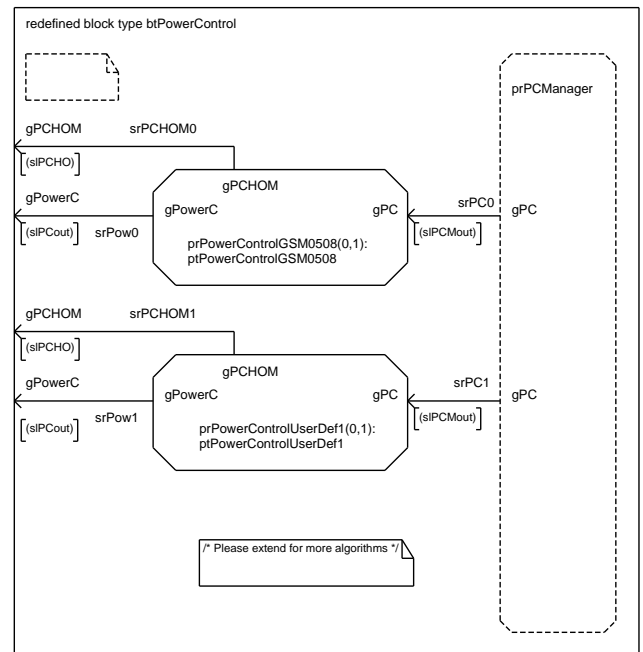 redefined block type btPowerControl
prPCManager
gPCHOM srPCHOM0
(slPCHO)
gPCHOM
gPowerC
gPowerC gPC srPC0 gPC
(slPCout) srPow0 (slPCMout)
prPowerControlGSM0508(0,1):
ptPowerControlGSM0508
gPCHOM srPCHOM1
(slPCHO)
gPCHOM
gPowerC srPC1
gPowerC gPC gPC
(slPCout) srPow1 (slPCMout)
prPowerControlUserDef1(0,1):
ptPowerControlUserDef1
/* Please extend for more algorithms */